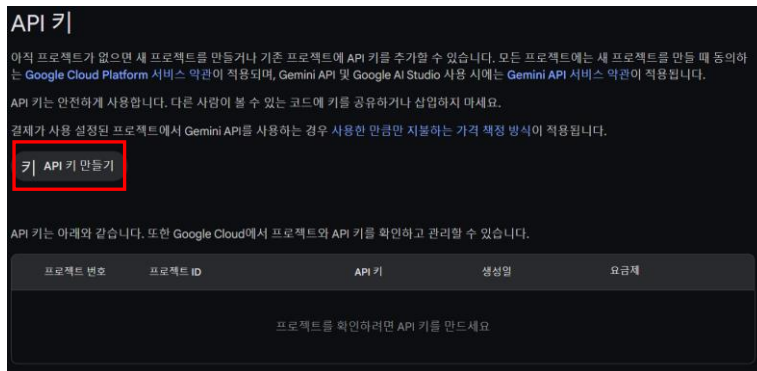 API 키
아직 프로젝트가 없으면 새 프로젝트를 만들거나 기존 프로젝트에 API 키를 추가할 수 있습니다. 모든 프로젝트에는 새 프로젝트를 만들 때 동의하
는 Google Cloud Platform 서비스 약관이 적용되며, Gemini API 및 Google AI Studio 사용 시에는 Gemini API 서비스 약관이 적용됩니다.
API 키는 안전하게 사용합니다. 다른 사람이 볼 수 있는 코드에 키를 공유하거나 삽입하지 마세요.
결제가 사용 설정된 프로젝트에서 Gemini API를 사용하는 경우 사용한 만큼만 지불하는 가격 책정 방식이 적용됩니다.
키 API 키 만들기
API 키는 아래와 같습니다. 또한 Google Cloud에서 프로젝트와 API 키를 확인하고 관리할 수 있습니다.
프로젝트 번호 프로젝트 ID API 키 생성일 요금제
프로젝트를 확인하려면 API 키를 만드세요